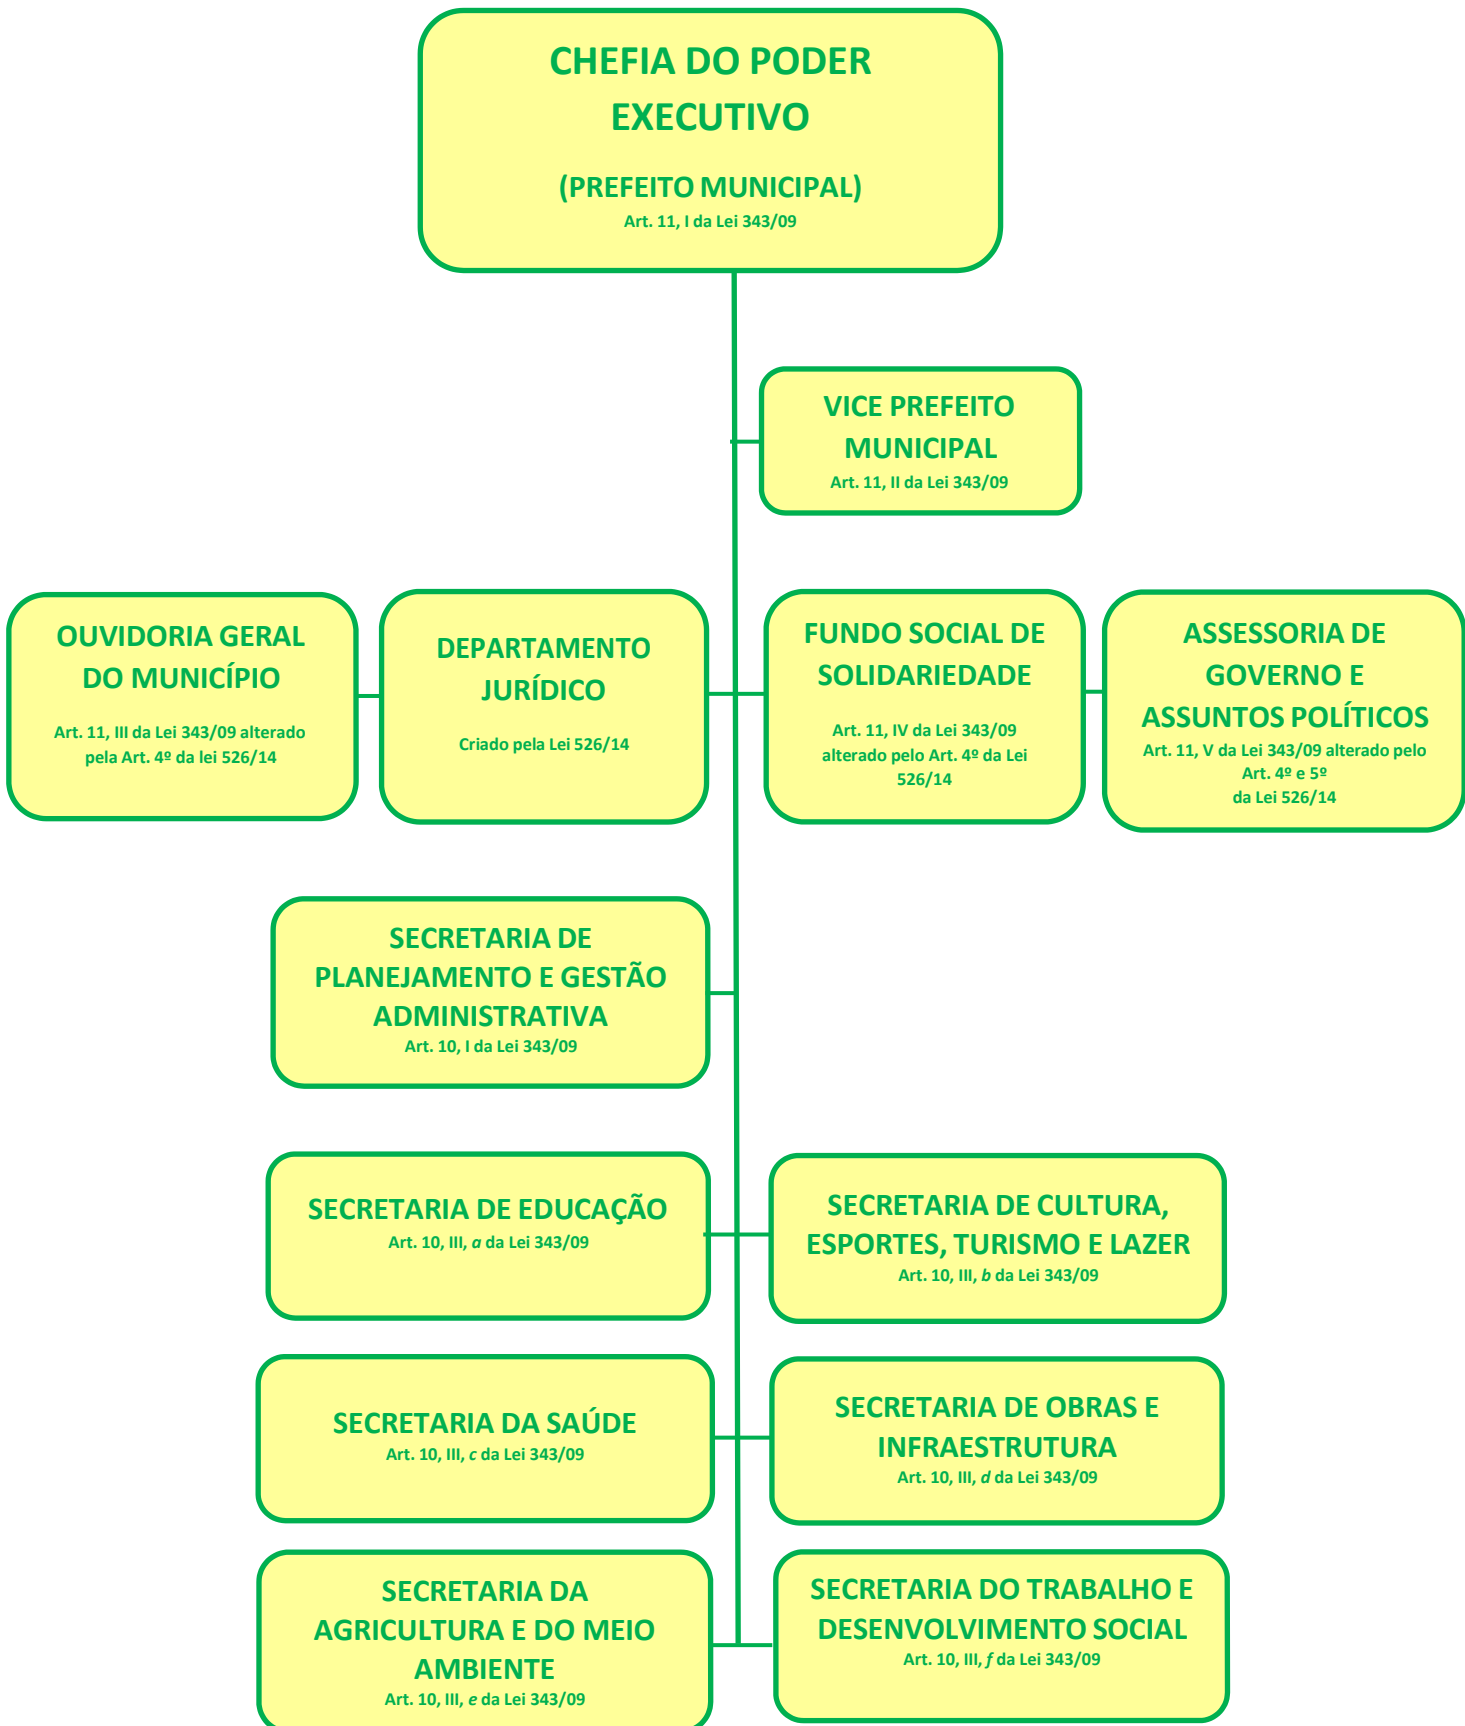 CHEFIA DO PODER
EXECUTIVO
(PREFEITO MUNICIPAL)
Art. 11, I da Lei 343/09
VICE PREFEITO
MUNICIPAL
Art. 11, II da Lei 343/09
OUVIDORIA GERAL
DO MUNICÍPIO
Art. 11, III da Lei 343/09 alterado
pela Art. 4º da lei 526/14
DEPARTAMENTO
JURÍDICO
Criado pela Lei 526/14
FUNDO SOCIAL DE
SOLIDARIEDADE
Art. 11, IV da Lei 343/09
alterado pelo Art. 4º da Lei
526/14
ASSESSORIA DE
GOVERNO E
ASSUNTOS POLÍTICOS
Art. 11, V da Lei 343/09 alterado pelo
Art. 4º e 5º
da Lei 526/14
SECRETARIA DE
PLANEJAMENTO E GESTÃO
ADMINISTRATIVA
Art. 10, I da Lei 343/09
SECRETARIA DE EDUCAÇÃO
Art. 10, III, a da Lei 343/09
SECRETARIA DE CULTURA,
ESPORTES, TURISMO E LAZER
Art. 10, III, b da Lei 343/09
SECRETARIA DA SAÚDE
Art. 10, III, c da Lei 343/09
SECRETARIA DE OBRAS E
INFRAESTRUTURA
Art. 10, III, d da Lei 343/09
SECRETARIA DA
AGRICULTURA E DO MEIO
AMBIENTE
Art. 10, III, e da Lei 343/09
SECRETARIA DO TRABALHO E
DESENVOLVIMENTO SOCIAL
Art. 10, III, f da Lei 343/09